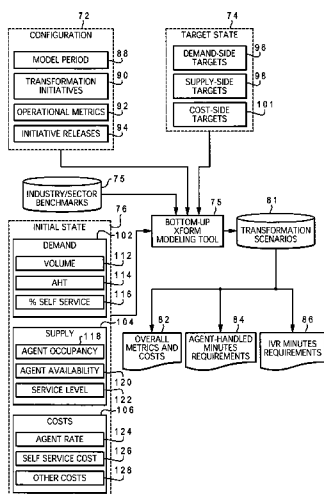 72
CONFIGURATION
MODEL PERIOD
88
TRANSFORMATION
INITIATIVES
90
OPERATIONAL METRICS
92
INITIATIVE RELEASES
94
74
TARGET STATE
DEMAND-SIDE
TARGETS
96
SUPPLY-SIDE
TARGETS
98
COST-SIDE
TARGETS
101
75
INDUSTRY/SECTOR
BENCHMARKS
BOTTOM-UP
XFORM
MODELING TOOL
75
81
TRANSFORMATION
SCENARIOS
76
INITIAL STATE
102
DEMAND
VOLUME
112
AHT
114
% SELF SERVICE
116
104
SUPPLY
118
AGENT OCCUPANCY
AGENT AVAILABILITY
120
SERVICE LEVEL
122
106
COSTS
AGENT RATE
124
SELF SERVICE COST
126
OTHER COSTS
128
82
OVERALL
METRICS AND
COSTS
84
AGENT-HANDLED
MINUTES
REQUIREMENTS
86
IVR MINUTES
REQUIREMENTS